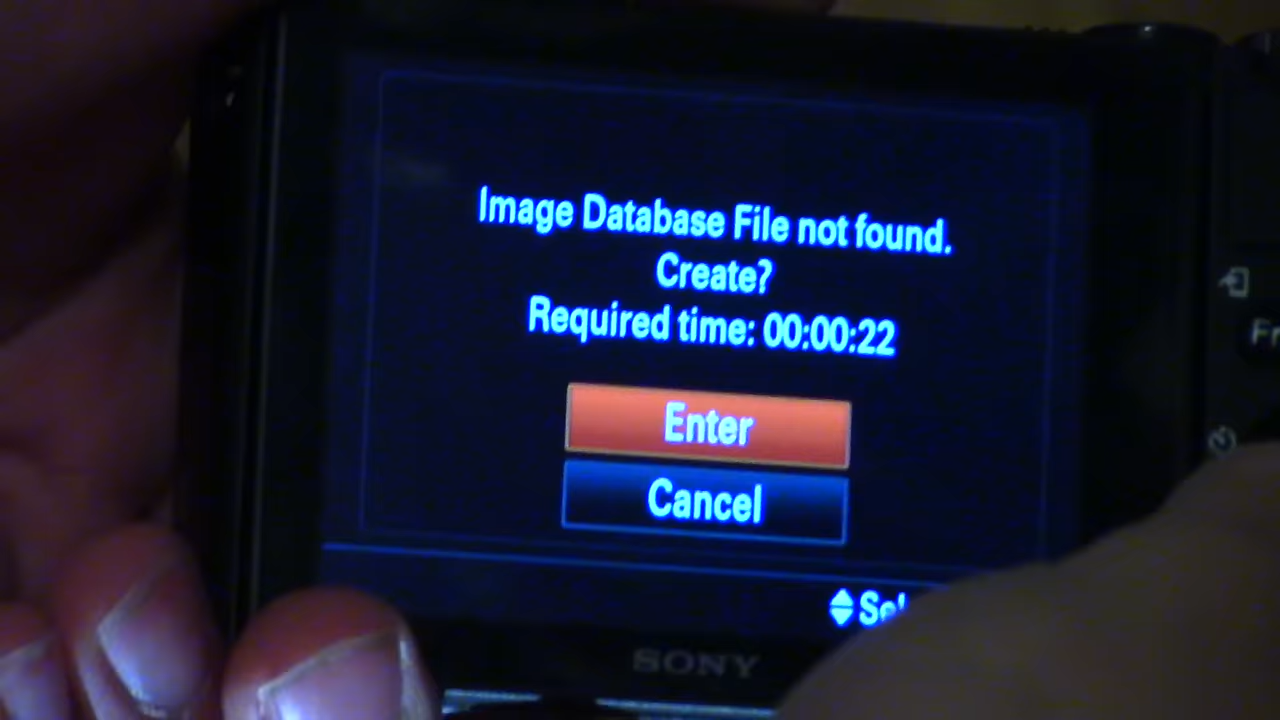 Image Database File not found.
Create?
Required time: 00:00:22
Enter
Cancel
SONY